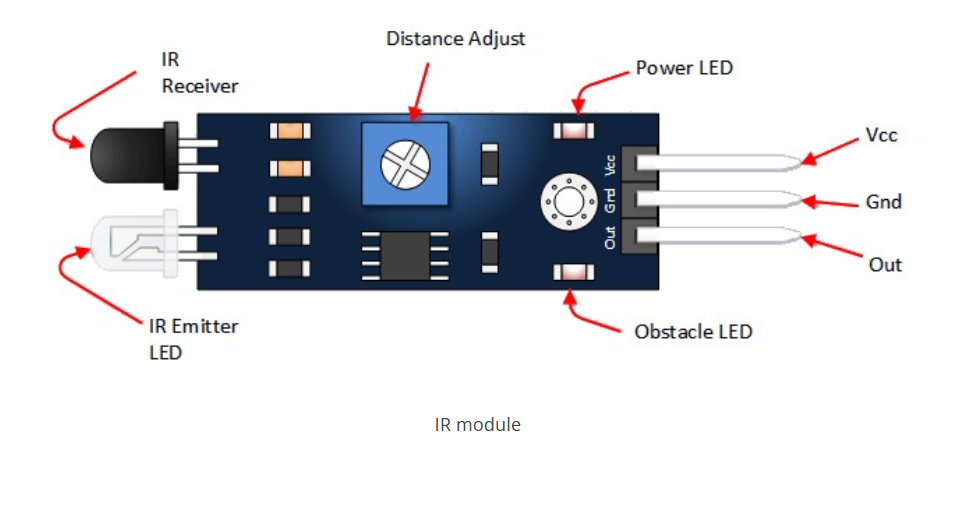 Distance Adjust
IR
Receiver
Power LED
Vcc
Vcc
Gnd
Gnd
Out
Out
IR Emitter
LED
Obstacle LED
IR module